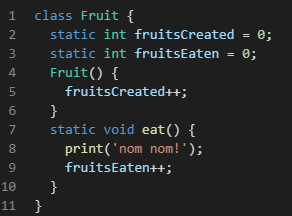 1 class Fruit {
2   static int fruitsCreated = 0;
3   static int fruitsEaten = 0;
4   Fruit() {
5     fruitsCreated++;
6   }
7   static void eat() {
8     print('nom nom!');
9     fruitsEaten++;
10   }
11 }